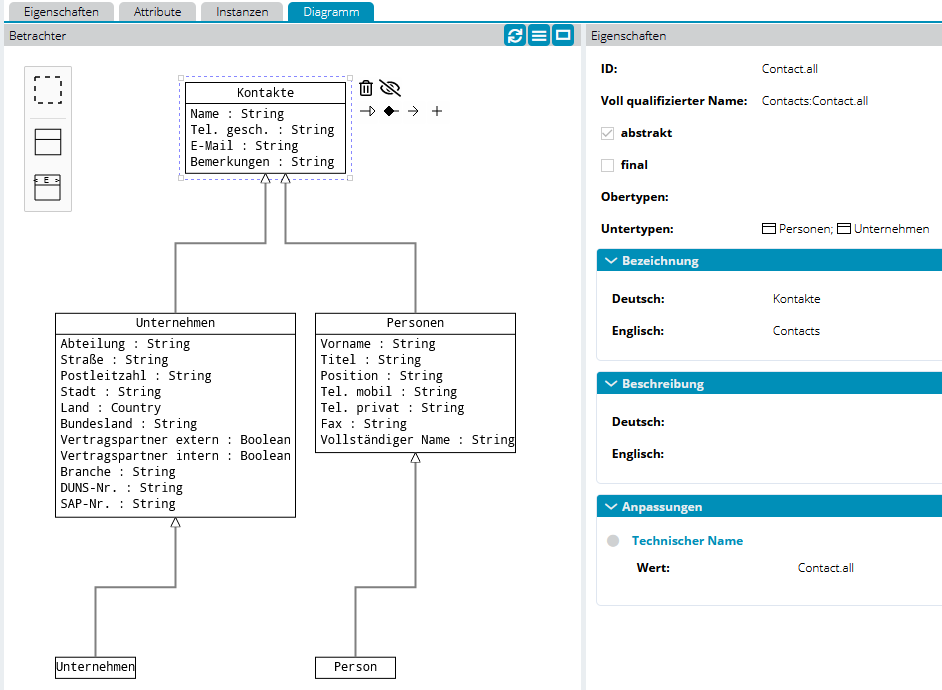 Eigenschaften Attribute Instanzen Diagramm
Betrachter
Kontakte
Name : String
Tel. gesch. : String
E-Mail : String
Bemerkungen : String
< E >
Unternehmen
Abteilung : String
Straße : String
Postleitzahl : String
Stadt : String
Land : Country
Bundesland : String
Vertragspartner extern : Boolean
Vertragspartner intern : Boolean
Branche : String
DUNS-Nr. : String
SAP-Nr. : String
Personen
Vorname : String
Titel : String
Position : String
Tel. mobil : String
Tel. privat : String
Fax : String
Vollständiger Name : String
Unternehmen
Person
Eigenschaften
ID: Contact.all
Voll qualifizierter Name: Contacts:Contact.all
abstrakt
final
Obertypen:
Untertypen: Personen; Unternehmen
Bezeichnung
Deutsch: Kontakte
Englisch: Contacts
Beschreibung
Deutsch:
Englisch:
Anpassungen
Technischer Name
Wert: Contact.all